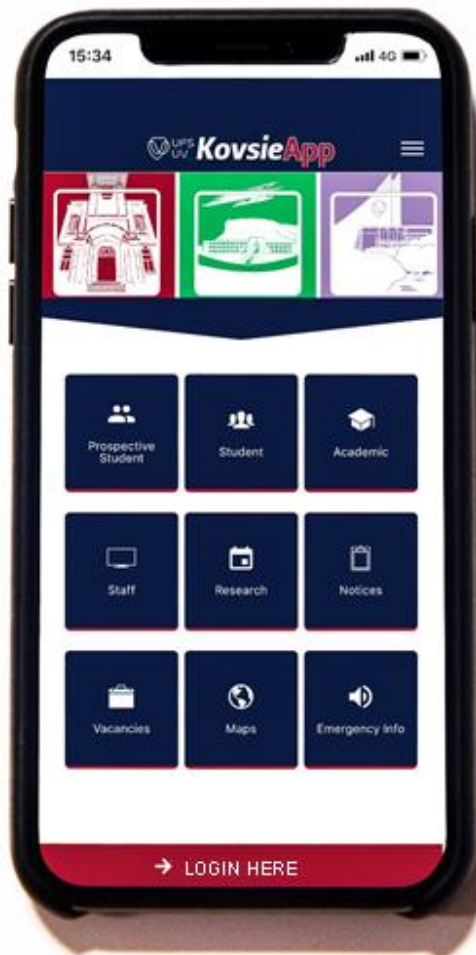 15:34
4G
UFS
UV
KovsieApp
Prospective
Student
Student
Academic
Staff
Research
Notices
Vacancies
Maps
Emergency Info
LOGIN HERE